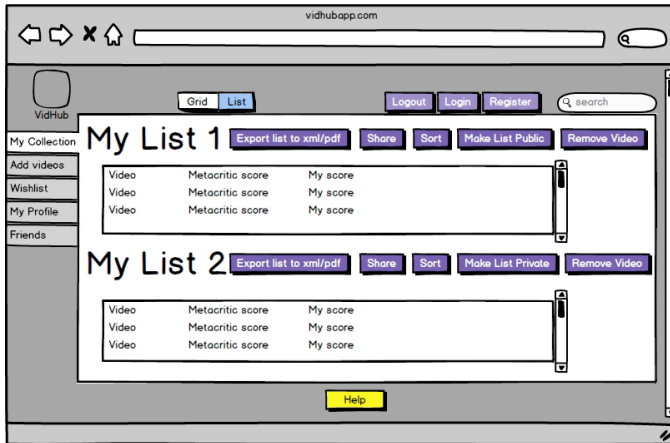 vidhubapp.com
VidHub
Grid List Logout Login Register search
My Collection
Add videos
Wishlist
My Profile
Friends
My List 1 Export list to xml/pdf Share Sort Make List Public Remove Video
Video Metacritic score My score
Video Metacritic score My score
Video Metacritic score My score
My List 2 Export list to xml/pdf Share Sort Make List Private Remove Video
Video Metacritic score My score
Video Metacritic score My score
Video Metacritic score My score
Help